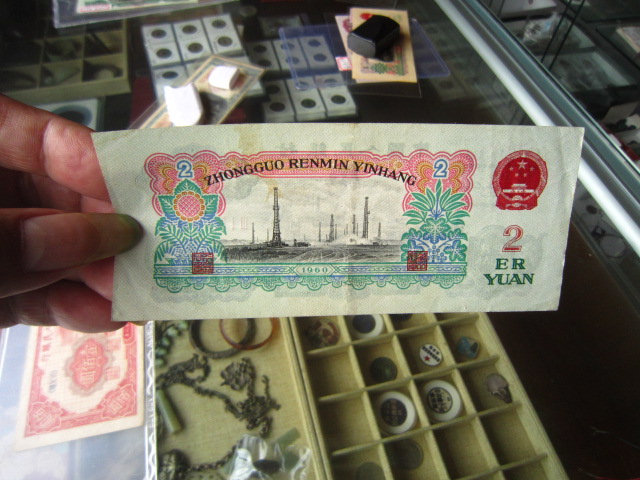 2
ZHONGGUO RENMIN YINHANG
2
1960
2
ER
YUAN